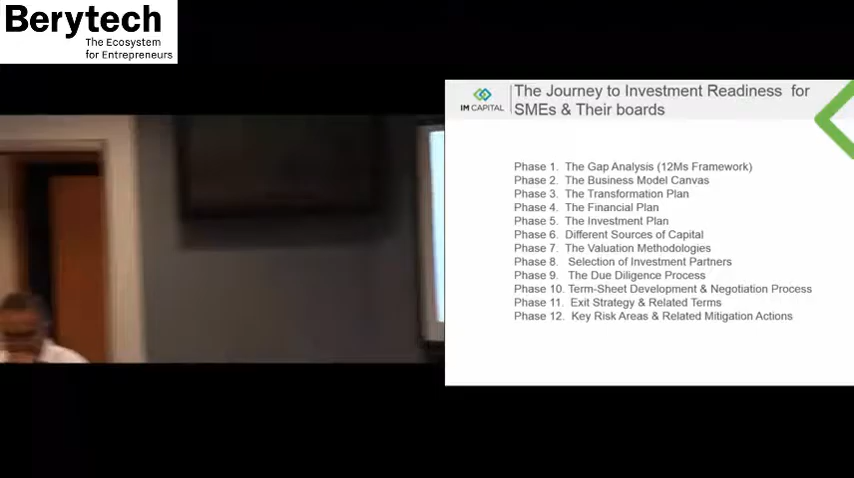 Berytech
The Ecosystem
for Entrepreneurs
IM CAPITAL
The Journey to Investment Readiness for
SMEs & Their boards
Phase 1. The Gap Analysis (12Ms Framework)
Phase 2. The Business Model Canvas
Phase 3. The Transformation Plan
Phase 4. The Financial Plan
Phase 5. The Investment Plan
Phase 6. Different Sources of Capital
Phase 7. The Valuation Methodologies
Phase 8. Selection of Investment Partners
Phase 9. The Due Diligence Process
Phase 10. Term-Sheet Development & Negotiation Process
Phase 11. Exit Strategy & Related Terms
Phase 12. Key Risk Areas & Related Mitigation Actions